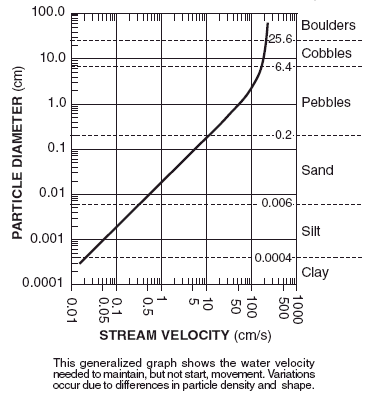 100.0
10.0
1.0
0.1
0.01
0.001
0.0001
PARTICLE DIAMETER (cm)
Boulders
25.6
Cobbles
6.4
Pebbles
0.2
Sand
0.006
Silt
0.0004
Clay
0.01
0.05
0.1
0.5
1
5
10
50
100
500
1000
STREAM VELOCITY (cm/s)
This generalized graph shows the water velocity
needed to maintain, but not start, movement. Variations
occur due to differences in particle density and shape.